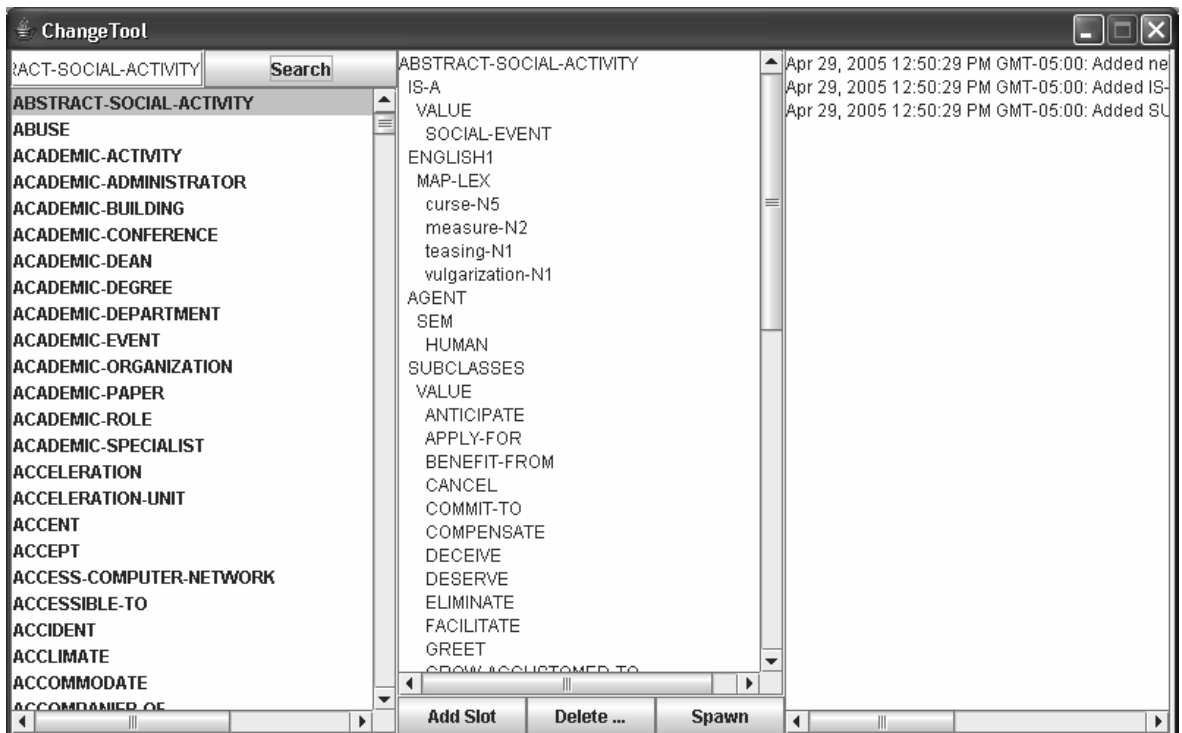 ChangeTool
RACT-SOCIAL-ACTIVITY
Search
ABSTRACT-SOCIAL-ACTIVITY
ABUSE
ACADEMIC-ACTIVITY
ACADEMIC-ADMINISTRATOR
ACADEMIC-BUILDING
ACADEMIC-CONFERENCE
ACADEMIC-DEAN
ACADEMIC-DEGREE
ACADEMIC-DEPARTMENT
ACADEMIC-EVENT
ACADEMIC-ORGANIZATION
ACADEMIC-PAPER
ACADEMIC-ROLE
ACADEMIC-SPECIALIST
ACCELERATION
ACCELERATION-UNIT
ACCENT
ACCEPT
ACCESS-COMPUTER-NETWORK
ACCESSIBLE-TO
ACCIDENT
ACCLIMATE
ACCOMMODATE
ACCOMPANIER-OF
ABSTRACT-SOCIAL-ACTIVITY
IS-A
VALUE
SOCIAL-EVENT
ENGLISH1
MAP-LEX
curse-N5
measure-N2
teasing-N1
vulgarization-N1
AGENT
SEM
HUMAN
SUBCLASSES
VALUE
ANTICIPATE
APPLY-FOR
BENEFIT-FROM
CANCEL
COMMIT-TO
COMPENSATE
DECEIVE
DESERVE
ELIMINATE
FACILITATE
GREET
GROW-ACCUSTOMED-TO
Add Slot
Delete ...
Spawn
Apr 29, 2005 12:50:29 PM GMT-05:00: Added ne
Apr 29, 2005 12:50:29 PM GMT-05:00: Added IS-
Apr 29, 2005 12:50:29 PM GMT-05:00: Added SU